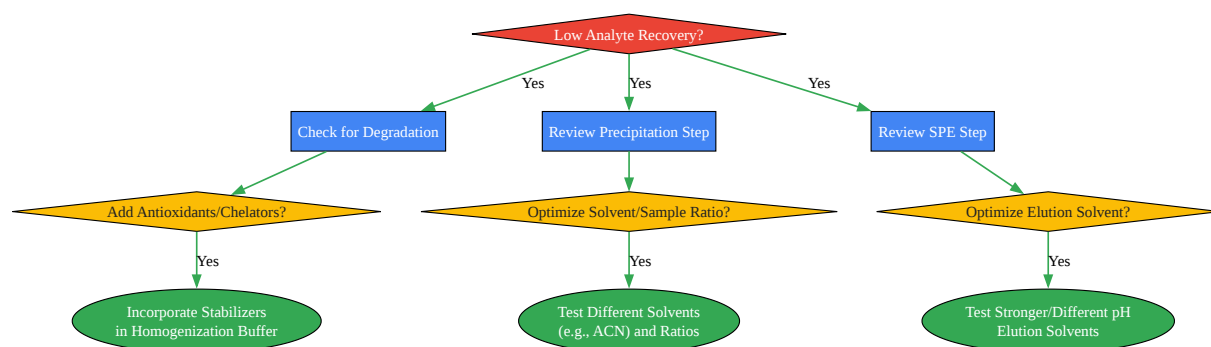 Low Analyte Recovery?
Yes
Yes
Yes
Check for Degradation
Review Precipitation Step
Review SPE Step
Add Antioxidants/Chelators?
Optimize Solvent/Sample Ratio?
Optimize Elution Solvent?
Yes
Yes
Yes
Incorporate Stabilizers
in Homogenization Buffer
Test Different Solvents
(e.g., ACN) and Ratios
Test Stronger/Different pH
Elution Solvents